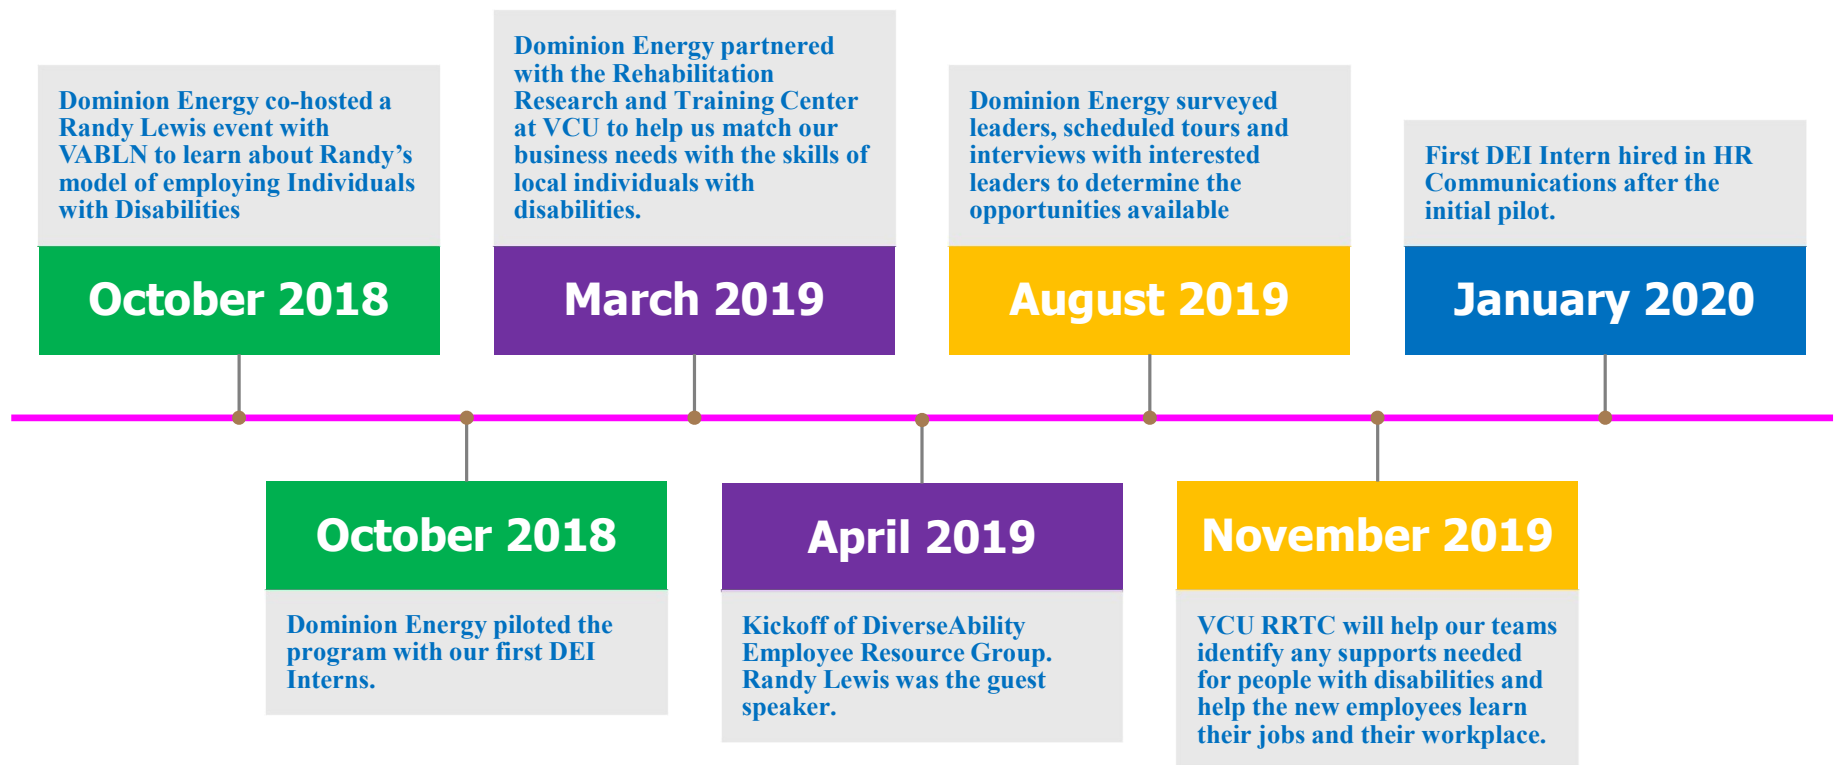 Dominion Energy co-hosted a
Randy Lewis event with
VABLN to learn about Randy’s
model of employing Individuals
with Disabilities
October 2018
October 2018
Dominion Energy piloted the
program with our first DEI
Interns.
Dominion Energy partnered
with the Rehabilitation
Research and Training Center
at VCU to help us match our
business needs with the skills of
local individuals with
disabilities.
March 2019
April 2019
Kickoff of DiverseAbility
Employee Resource Group.
Randy Lewis was the guest
speaker.
Dominion Energy surveyed
leaders, scheduled tours and
interviews with interested
leaders to determine the
opportunities available
August 2019
November 2019
VCU RRTC will help our teams
identify any supports needed
for people with disabilities and
help the new employees learn
their jobs and their workplace.
First DEI Intern hired in HR
Communications after the
initial pilot.
January 2020